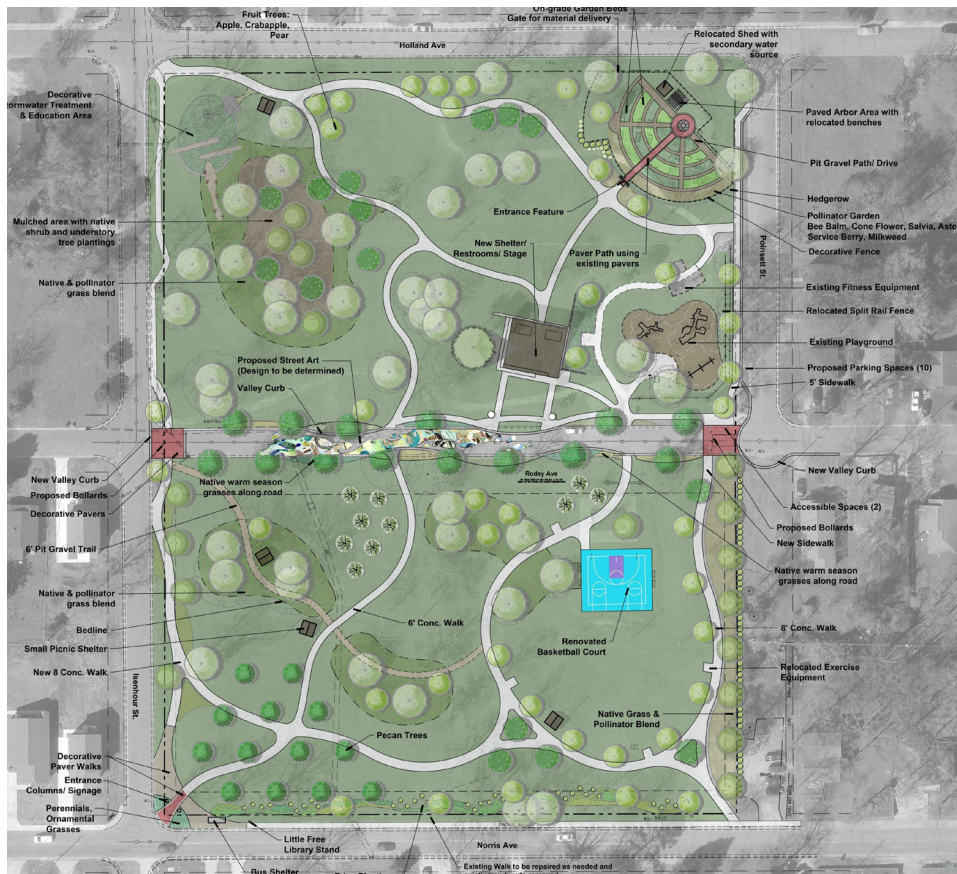 Fruit Trees:
Apple, Crabapple,
Pear
On-grade Garden Beds
Gate for material delivery
Holland Ave
Relocated Shed with
secondary water
source
Decorative
ormwater Treatment
& Education Area
Paved Arbor Area with
relocated benches
Pit Gravel Path/ Drive
Hedgerow
Entrance Feature
Pollinator Garden
Bee Balm, Cone Flower, Salvia, Aste
Service Berry, Milkweed
Mulched area with native
shrub and understory
tree plantings
New Shelter/
Restrooms/ Stage
Paver Path using
existing pavers
Poinsett St.
Decorative Fence
Native & pollinator
grass blend
Existing Fitness Equipment
Relocated Split Rail Fence
Existing Playground
Proposed Street Art
(Design to be determined)
Valley Curb
Proposed Parking Spaces (10)
5' Sidewalk
New Valley Curb
Proposed Bollards
Decorative Pavers
Native warm season
grasses along road
Rodey Ave
New Valley Curb
Accessible Spaces (2)
Proposed Bollards
New Sidewalk
6' Pit Gravel Trail
Native warm season
grasses along road
Native & pollinator
grass blend
Bedline
6' Conc. Walk
8' Conc. Walk
Small Picnic Shelter
Renovated
Basketball Court
New 8 Conc. Walk
Relocated Exercise
Equipment
Isenhour St.
Native Grass &
Pollinator Blend
Pecan Trees
Decorative
Paver Walks
Entrance
Columns/ Signage
Perennials,
Ornamental
Grasses
Little Free
Library Stand
Norris Ave
Bus Shelter
Existing Walk to be repaired as needed and